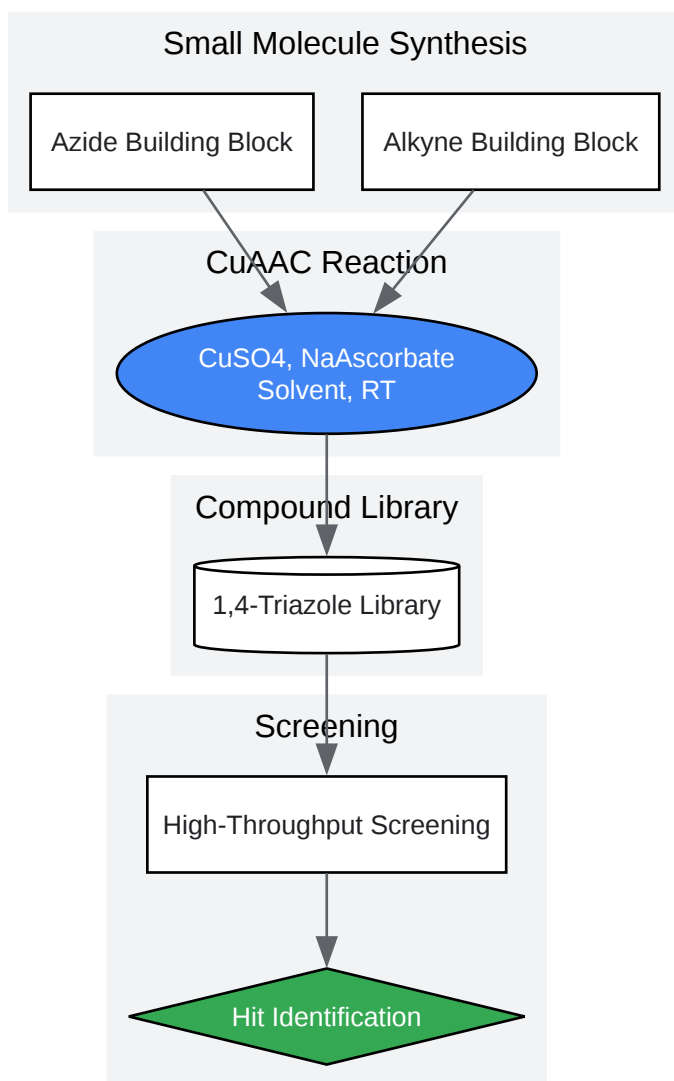 Small Molecule Synthesis
Azide Building Block
Alkyne Building Block
CuAAC Reaction
CuSO4, NaAscorbate
Solvent, RT
Compound Library
1,4-Triazole Library
Screening
High-Throughput Screening
Hit Identification